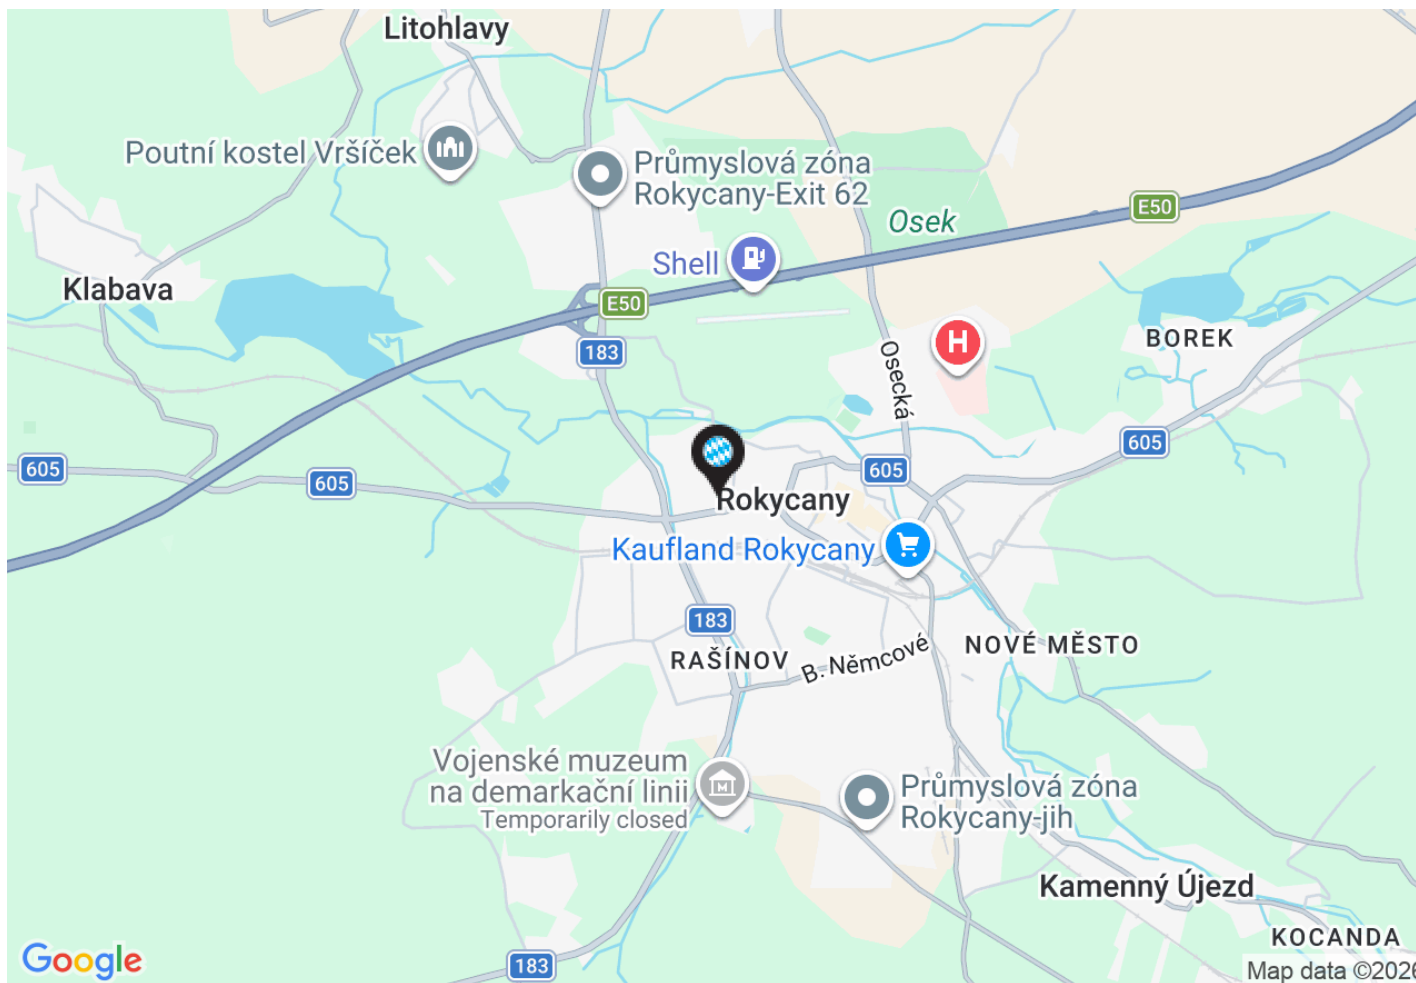 Litohlavy
Poutní kostel Vršíček
Průmyslová zóna
Rokycany-Exit 62
E50
Osek
Shell
Klabava
E50
BOREK
183
H
Osecká
605
605
605
605
Rokycany
Kaufland Rokycany
183
RAŠÍNOV
B. Němcové
NOVÉ MĚSTO
Vojenské muzeum
na demarkační linii
Temporarily closed
M
Průmyslová zóna
Rokycany-jih
Kamenný Újezd
KOCANDA
Google
183
Map data ©2026